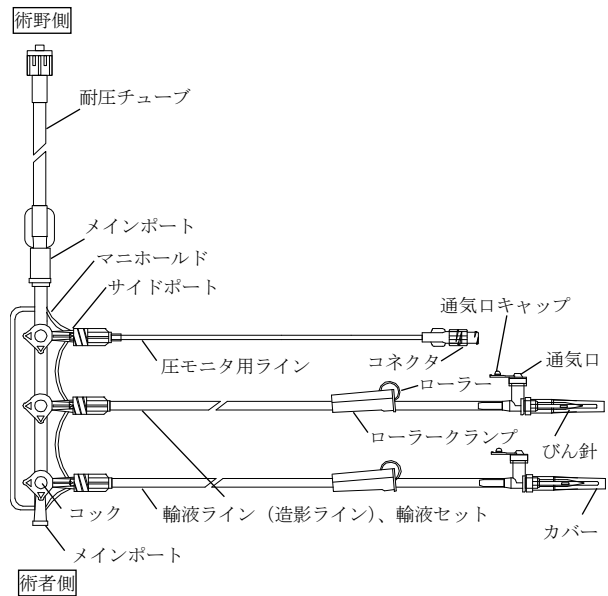 術野側
耐圧チューブ
メインポート
マニホールド
サイドポート
通気口キャップ
圧モニタ用ライン
コネクタ
通気口
ローラー
ローラークランプ
びん針
コック
輸液ライン（造影ライン）、輸液セット
カバー
メインポート
術者側